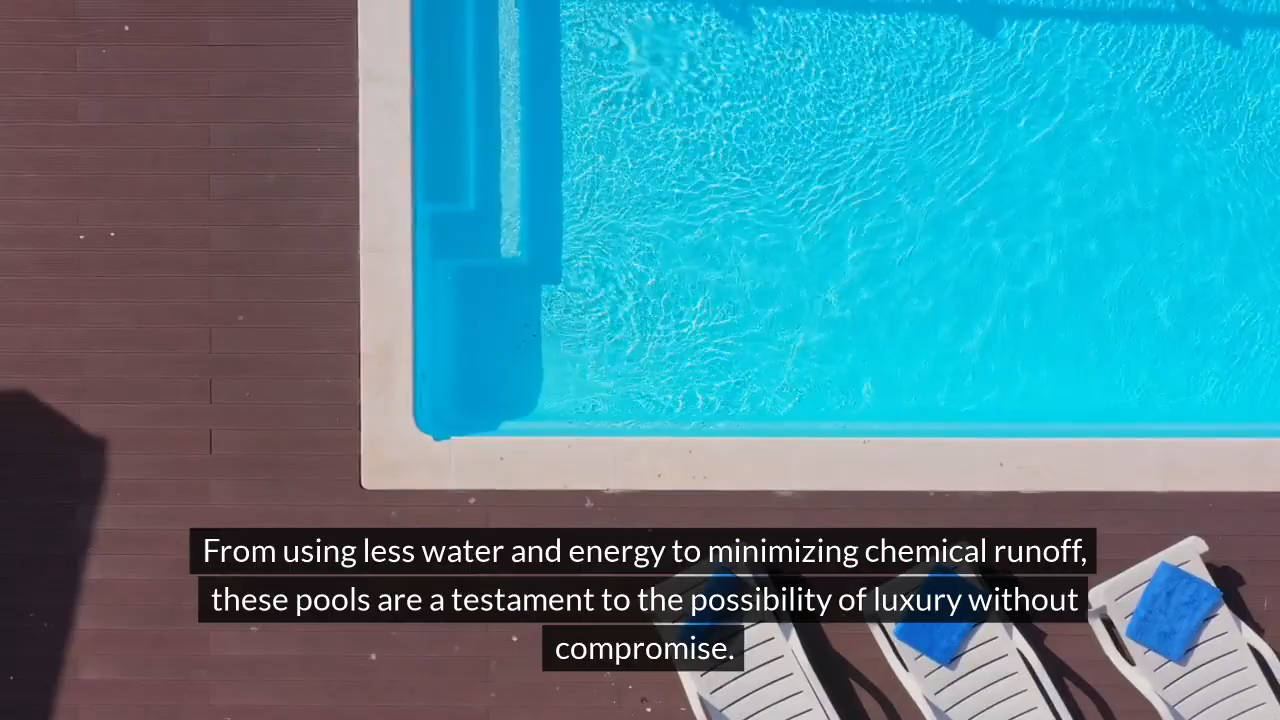 From using less water and energy to minimizing chemical runoff,
these pools are a testament to the possibility of luxury without
compromise.